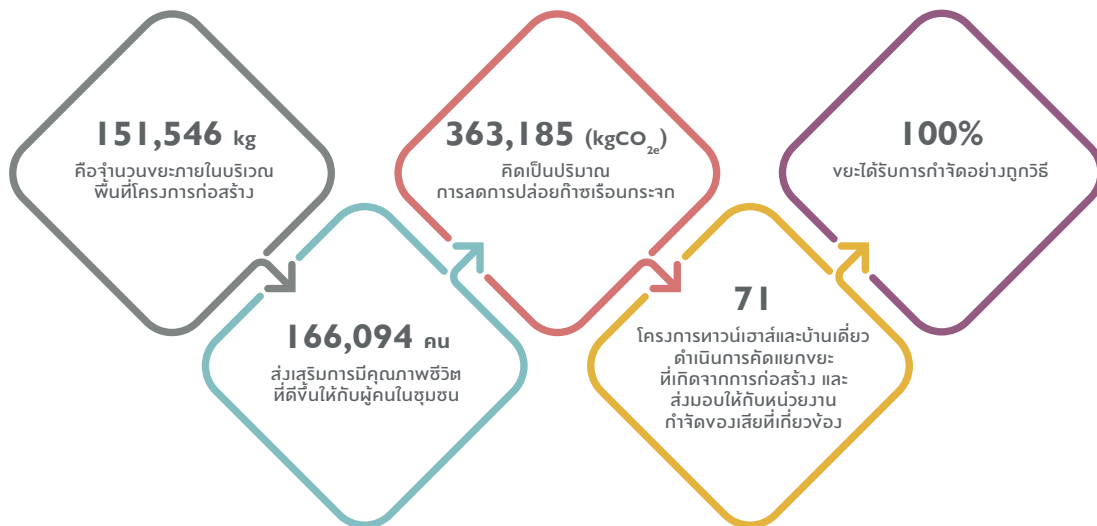 151,546 kg
คือจำนวนขยะภายในบริเวณ
พื้นที่โครงการก่อสร้าง
166,094 คน
ส่งเสริมการมีคุณภาพชีวิต
ที่ดีขึ้นให้กับผู้คนในชุมชน
363,185 (kgCO2e)
คิดเป็นปริมาณ
การลดการปล่อยก๊าซเรือนกระจก
71
โครงการทาวน์เฮาส์และบ้านเดี่ยว
ดำเนินการคัดแยกขยะ
ที่เกิดจากการก่อสร้าง และ
ส่งมอบให้กับหน่วยงาน
กำจัดของเสียที่เกี่ยวข้อง
100%
ขยะได้รับการกำจัดอย่างถูกวิธี